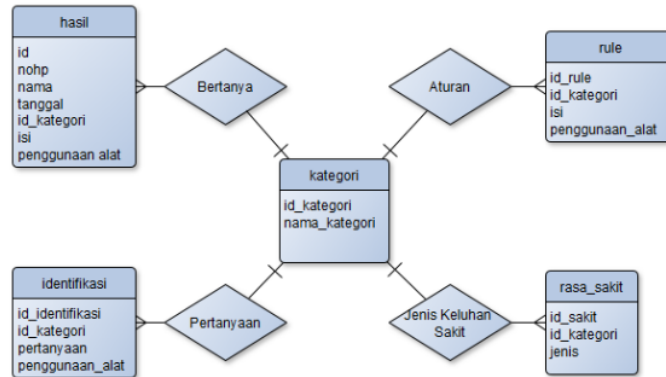 hasil
id
nohp
nama
tanggal
id_kategori
isi
penggunaan alat
Bertanya
Aturan
rule
id_rule
id_kategori
isi
penggunaan_alat
kategori
id_kategori
nama_kategori
identifikasi
id_identifikasi
id_kategori
pertanyaan
penggunaan_alat
Pertanyaan
Jenis Keluhan
Sakit
rasa_sakit
id_sakit
id_kategori
jenis